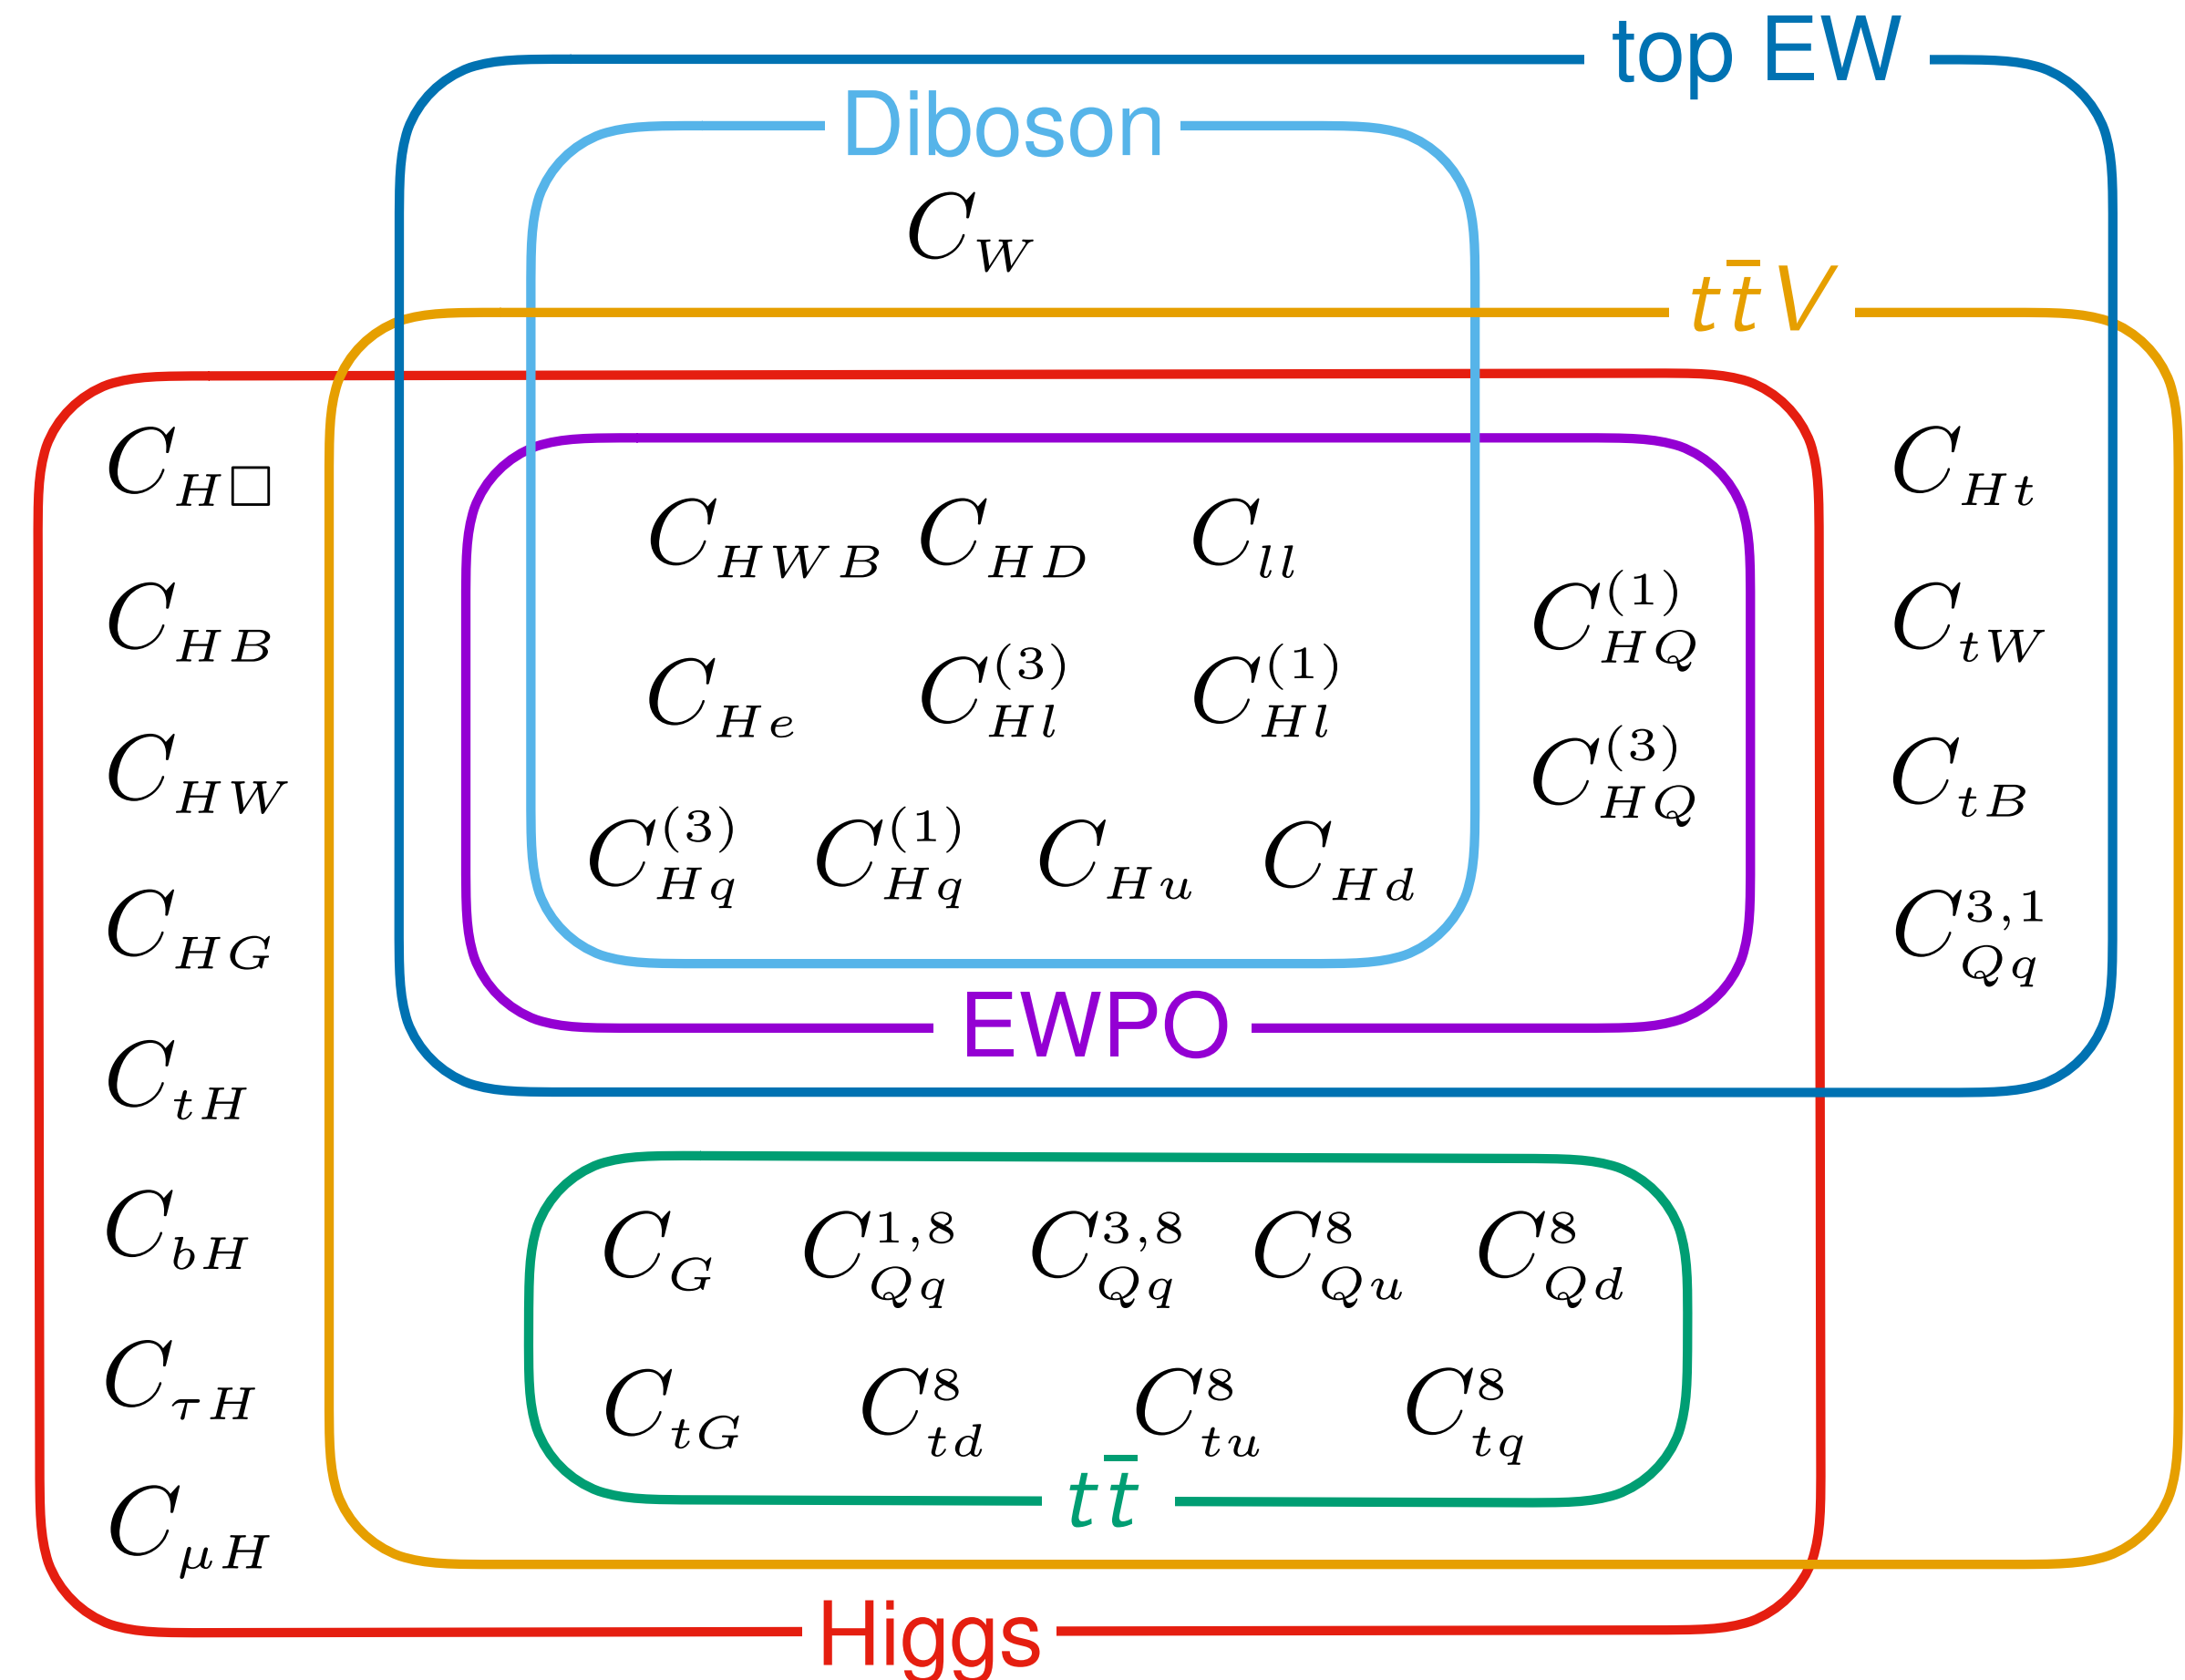 top EW
Diboson
C_W
t t̄ V
C_{H□}
C_{HB}
C_{HW}
C_{HG}
C_{tH}
C_{bH}
C_{τH}
C_{μH}
C_{HWB} C_{HD} C_{ll}
C_{He} C_{Hl}^{(3)} C_{Hl}^{(1)}
C_{Hq}^{(3)} C_{Hq}^{(1)} C_{Hu} C_{Hd}
C_{HQ}^{(1)}
C_{HQ}^{(3)}
C_{Ht}
C_{tW}
C_{tB}
C_{Qq}^{3,1}
EWPO
C_G C_{Qq}^{1,8} C_{Qq}^{3,8} C_{Qu}^{8} C_{Qd}^{8}
C_{tG} C_{td}^{8} C_{tu}^{8} C_{tq}^{8}
t t̄
Higgs